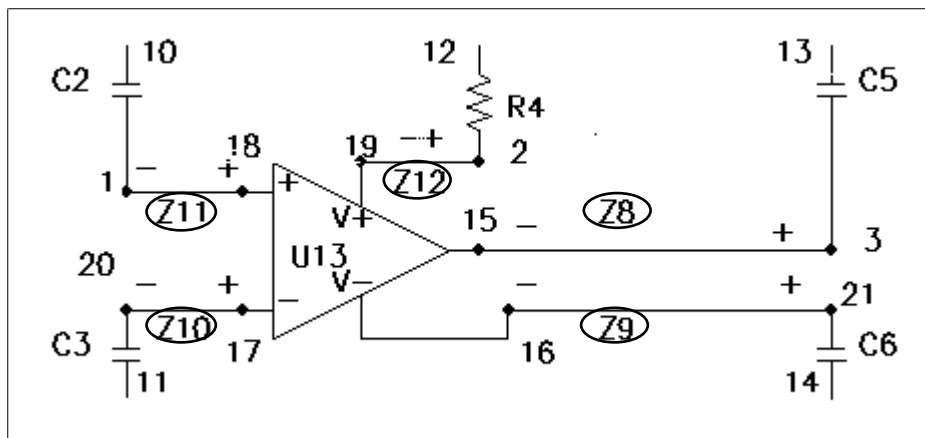 10
12
13
C2
C5
R4
18
19
- +
2
1
- +
+
Z12
Z11
V+
15
-
Z8
U13
+
3
20
- +
V-
-
+
21
-
Z10
Z9
C3
17
16
C6
11
14